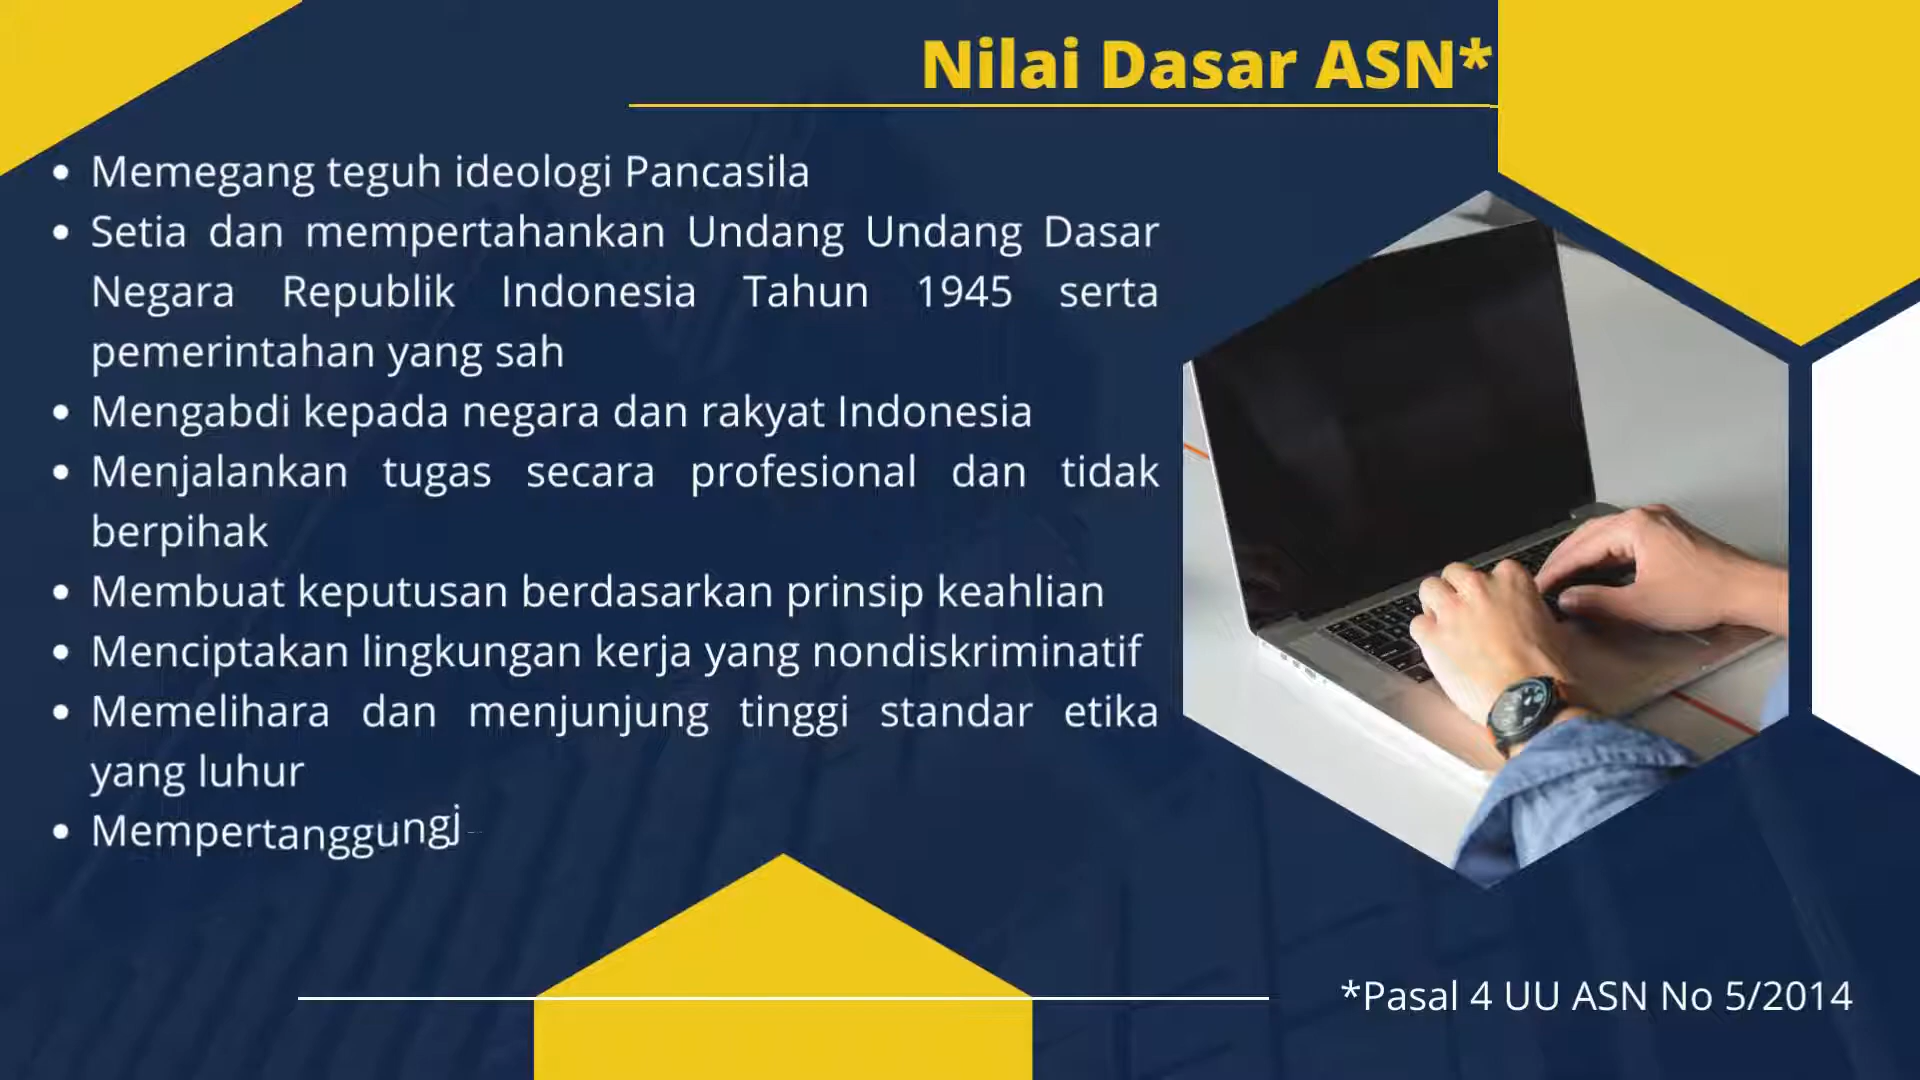 Nilai Dasar ASN*
• Memegang teguh ideologi Pancasila
• Setia dan mempertahankan Undang Undang Dasar
Negara Republik Indonesia Tahun 1945 serta
pemerintahan yang sah
• Mengabdi kepada negara dan rakyat Indonesia
• Menjalankan tugas secara profesional dan tidak
berpihak
• Membuat keputusan berdasarkan prinsip keahlian
• Menciptakan lingkungan kerja yang nondiskriminatif
• Memelihara dan menjunjung tinggi standar etika
yang luhur
• Mempertanggungj
*Pasal 4 UU ASN No 5/2014